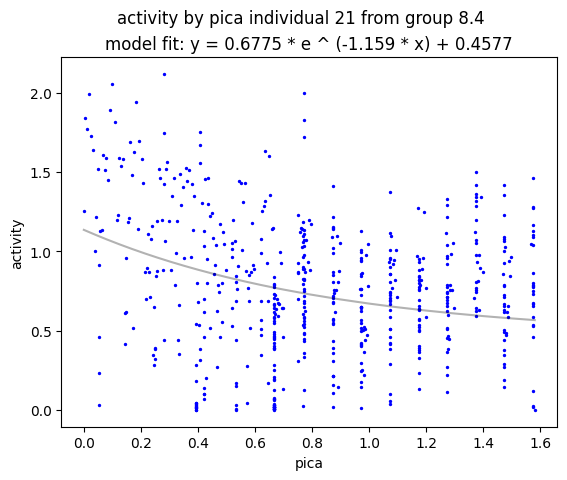 activity by pica individual 21 from group 8.4
model fit: y = 0.6775 * e ^ (-1.159 * x) + 0.4577
activity
2.0
1.5
1.0
0.5
0.0
0.0 0.2 0.4 0.6 0.8 1.0 1.2 1.4 1.6
pica